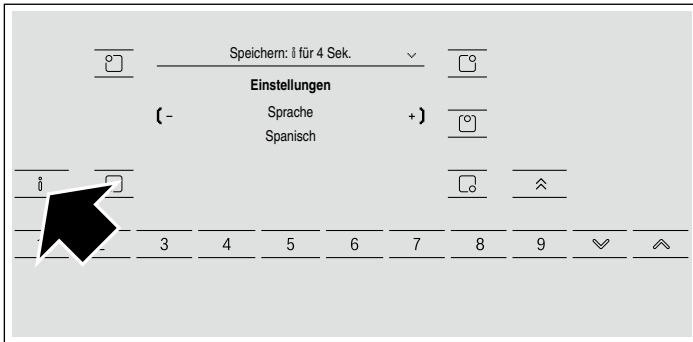 Speichern: i für 4 Sek.
Einstellungen
- Sprache +
Spanisch
i
3 4 5 6 7 8 9